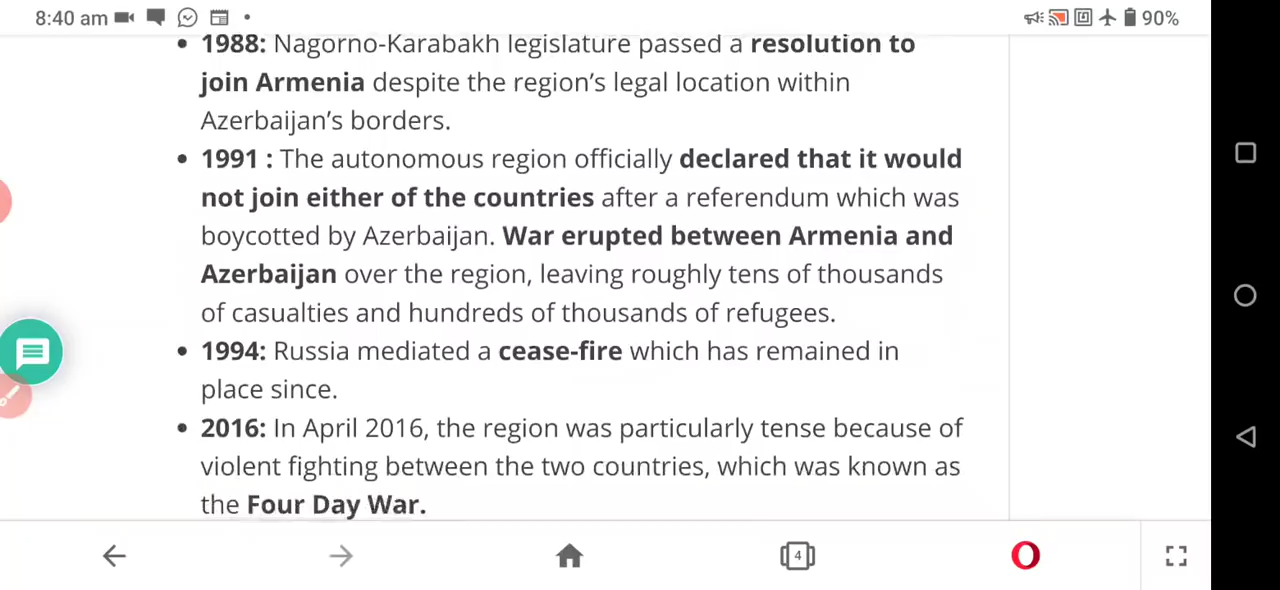 8:40 am
90%
1988: Nagorno-Karabakh legislature passed a resolution to
join Armenia despite the region’s legal location within
Azerbaijan’s borders.
1991 : The autonomous region officially declared that it would
not join either of the countries after a referendum which was
boycotted by Azerbaijan. War erupted between Armenia and
Azerbaijan over the region, leaving roughly tens of thousands
of casualties and hundreds of thousands of refugees.
1994: Russia mediated a cease-fire which has remained in
place since.
2016: In April 2016, the region was particularly tense because of
violent fighting between the two countries, which was known as
the Four Day War.
4